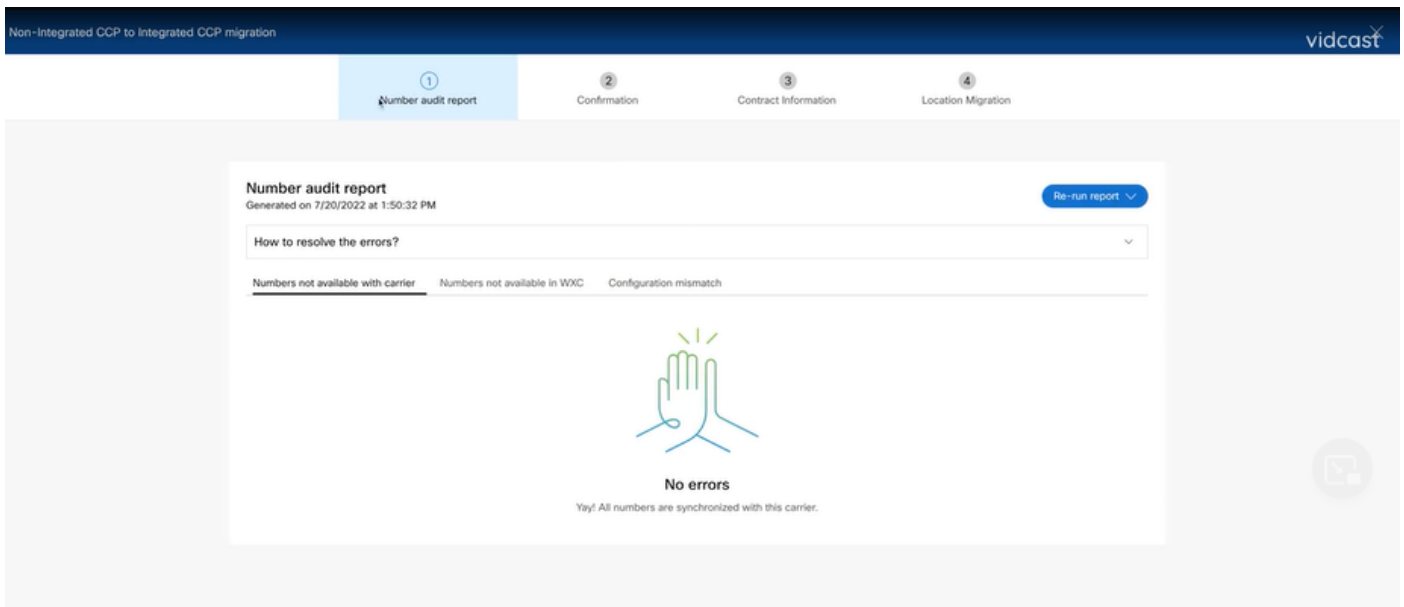 Non-Integrated CCP to Integrated CCP migration
vidcast
1
Number audit report
2
Confirmation
3
Contract Information
4
Location Migration
Number audit report
Generated on 7/20/2022 at 1:50:32 PM
Re-run report
How to resolve the errors?
Numbers not available with carrier
Numbers not available in WXC
Configuration mismatch
No errors
Yay! All numbers are synchronized with this carrier.